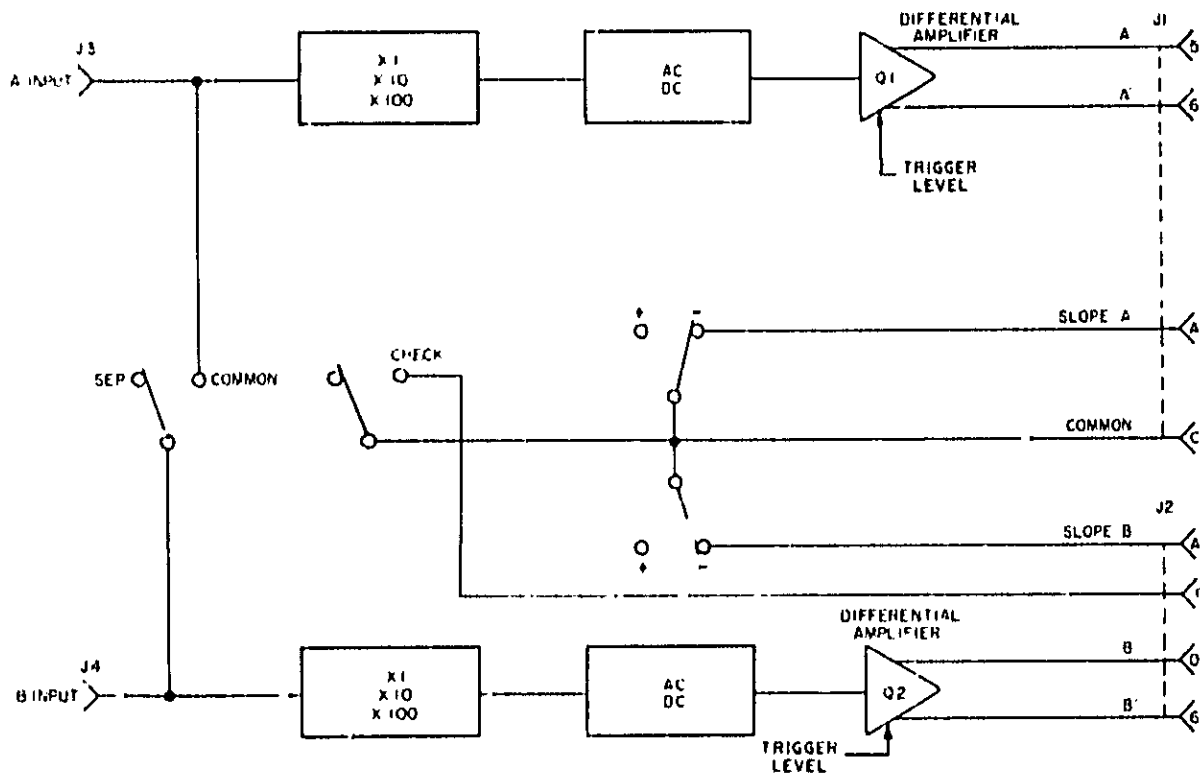 DIFFERENTIAL
AMPLIFIER
J1
J3
A
A INPUT
X 1
X 10
X 100
AC
DC
Q1
A'
G
TRIGGER
LEVEL
+
-
SLOPE A
A
SEP
COMMON
CHECK
COMMON
C
J2
SLOPE B
A
+
-
DIFFERENTIAL
AMPLIFIER
J4
B
D
B INPUT
X 1
X 10
X 100
AC
DC
Q2
B'
G
TRIGGER
LEVEL